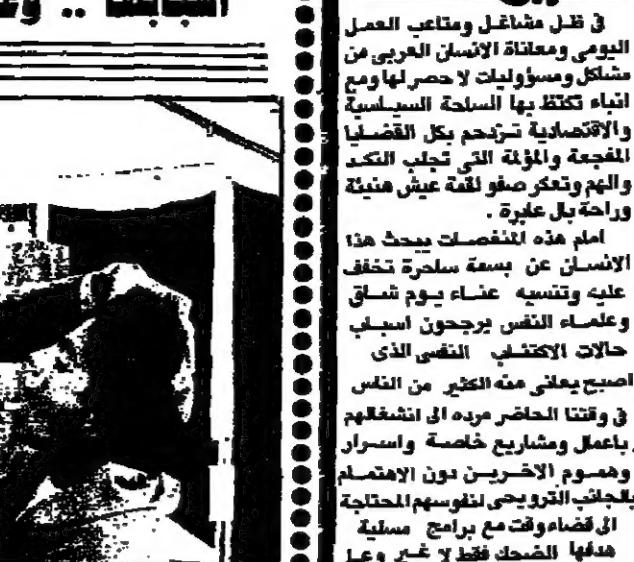 في ظل مشاغل ومتاعب العمل
اليومي ومعاناة الانسان العربي من
مشاكل ومسؤوليات لا حصر لها ومع
انباء تكتظ بها الساحة السياسية
والاقتصادية تزدحم بكل القضايا
المفجعة والمؤلمة التي تجلب النكد
والهم وتعكر صفو لقمة عيش هنيئة
وراحة بال عابرة .
امام هذه المنغصات يبحث هذا
الانسان عن بسمة ساحرة تخفف
عليه وتنسيه عناء يوم شاق
وعلماء النفس يرجحون اسباب
حالات الاكتئاب النفسي الذى
اصبح يعانى منه الكثير من الناس
في وقتنا الحاضر مرده الى انشغالهم
باعمال ومشاريع خاصة واسرار
وهموم الاخرين دون الاهتمام
بالجانب الترويحى لنفوسهم المحتاجة
الى قضاء وقت مع برامج مسلية
هدفها الضحك فقط لا غير